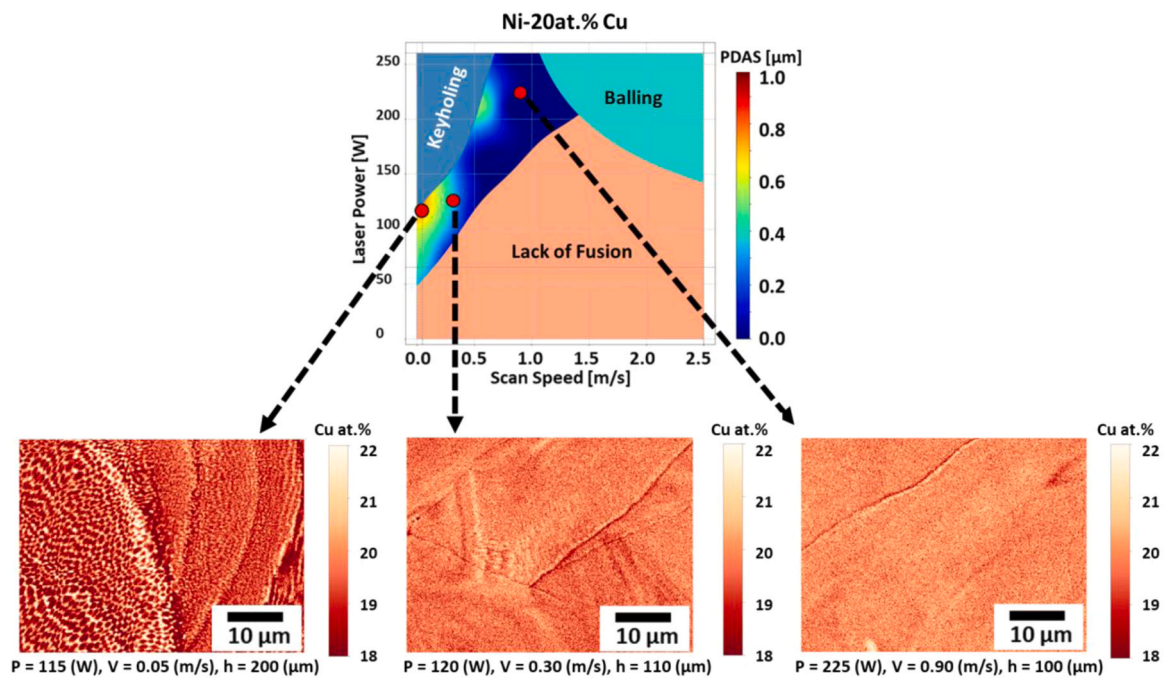 Ni-20at.% Cu
PDAS [μm]
250
200
150
100
50
0
Laser Power [W]
Keyholing
Balling
Lack of Fusion
1.0
0.8
0.6
0.4
0.2
0.0
0.0 0.5 1.0 1.5 2.0 2.5
Scan Speed [m/s]
Cu at.%
22
21
20
19
18
10 μm
P = 115 (W), V = 0.05 (m/s), h = 200 (μm)
Cu at.%
22
21
20
19
18
10 μm
P = 120 (W), V = 0.30 (m/s), h = 110 (μm)
Cu at.%
22
21
20
19
18
10 μm
P = 225 (W), V = 0.90 (m/s), h = 100 (μm)